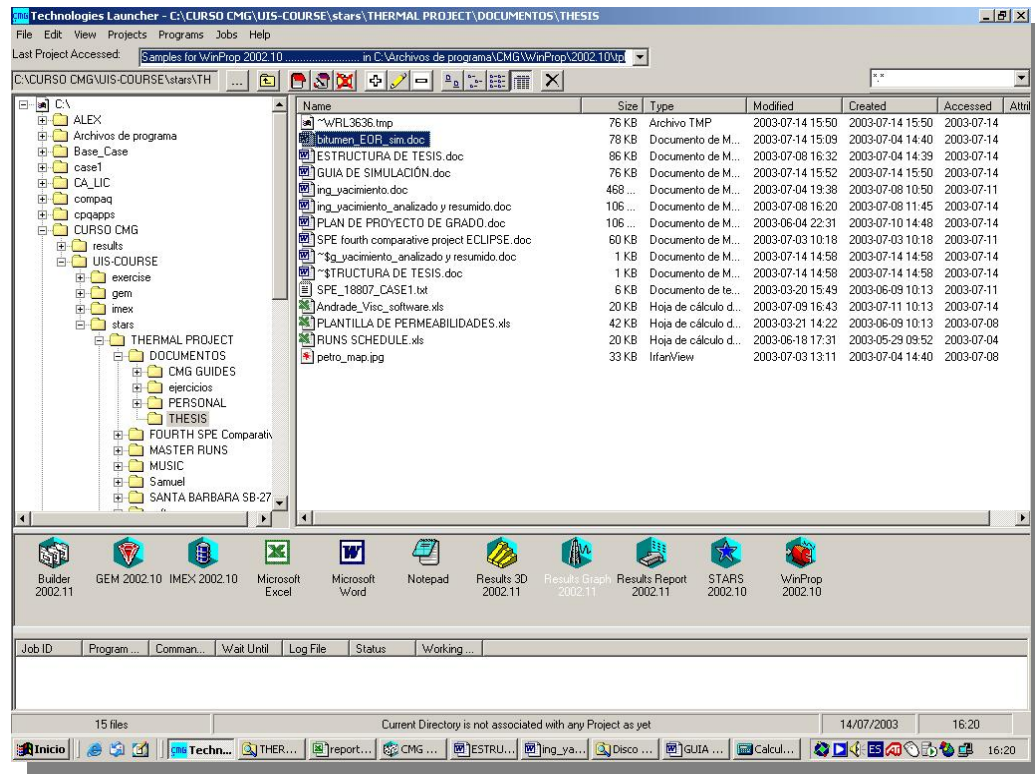 cmg Technologies Launcher - C:\CURSO CMG\UIS-COURSE\stars\THERMAL PROJECT\DOCUMENTOS\THESIS
File Edit View Projects Programs Jobs Help
Last Project Accessed: Samples for WinProp 2002.10 ............................ in C:\Archivos de programa\CMG\WinProp\2002.10\tpl
C:\CURSO CMG\UIS-COURSE\stars\TH ... *.*
C:\
ALEX
Archivos de programa
Base_Case
case1
CA_LIC
compaq
cpqapps
CURSO CMG
results
UIS-COURSE
exercise
gem
imex
stars
THERMAL PROJECT
DOCUMENTOS
CMG GUIDES
ejercicios
PERSONAL
THESIS
FOURTH SPE Comparativ
MASTER RUNS
MUSIC
Samuel
SANTA BARBARA SB-27
Name Size Type Modified Created Accessed Attri
~WRL3636.tmp 76 KB Archivo TMP 2003-07-14 15:50 2003-07-14 15:50 2003-07-14
bitumen_EOR_sim.doc 78 KB Documento de M... 2003-07-14 15:09 2003-07-04 14:40 2003-07-14
ESTRUCTURA DE TESIS.doc 86 KB Documento de M... 2003-07-08 16:32 2003-07-04 14:39 2003-07-14
GUIA DE SIMULACIÓN.doc 76 KB Documento de M... 2003-07-14 15:52 2003-07-14 15:50 2003-07-14
ing_yacimiento.doc 468 ... Documento de M... 2003-07-04 19:38 2003-07-08 10:50 2003-07-11
ing_yacimiento_analizado y resumido.doc 106 ... Documento de M... 2003-07-08 16:20 2003-07-08 11:45 2003-07-14
PLAN DE PROYECTO DE GRADO.doc 106 ... Documento de M... 2003-06-04 22:31 2003-07-10 14:48 2003-07-14
SPE fourth comparative project ECLIPSE.doc 60 KB Documento de M... 2003-07-03 10:18 2003-07-03 10:18 2003-07-11
~$g_yacimiento_analizado y resumido.doc 1 KB Documento de M... 2003-07-14 14:58 2003-07-14 14:58 2003-07-14
~$TRUCTURA DE TESIS.doc 1 KB Documento de M... 2003-07-14 14:58 2003-07-14 14:58 2003-07-14
SPE_18807_CASE1.txt 6 KB Documento de te... 2003-03-20 15:49 2003-06-09 10:13 2003-07-11
Andrade_Visc_software.xls 20 KB Hoja de cálculo d... 2003-07-09 16:43 2003-07-11 10:13 2003-07-14
PLANTILLA DE PERMEABILIDADES.xls 42 KB Hoja de cálculo d... 2003-03-21 14:22 2003-06-09 10:13 2003-07-08
RUNS SCHEDULE.xls 20 KB Hoja de cálculo d... 2003-06-18 17:31 2003-05-29 09:52 2003-07-04
petro_map.jpg 33 KB IrfanView 2003-07-03 13:11 2003-07-04 14:40 2003-07-08
Builder 2002.11
GEM 2002.10
IMEX 2002.10
Microsoft Excel
Microsoft Word
Notepad
Results 3D 2002.11
Results Graph 2002.11
Results Report 2002.11
STARS 2002.10
WinProp 2002.10
Job ID Program ... Comman... Wait Until Log File Status Working ...
15 files Current Directory is not associated with any Project as yet 14/07/2003 16:20
Inicio cmg Techn... THER... report... CMG ... ESTRU... ing_ya... Disco ... GUIA ... Calcul... ES 16:20